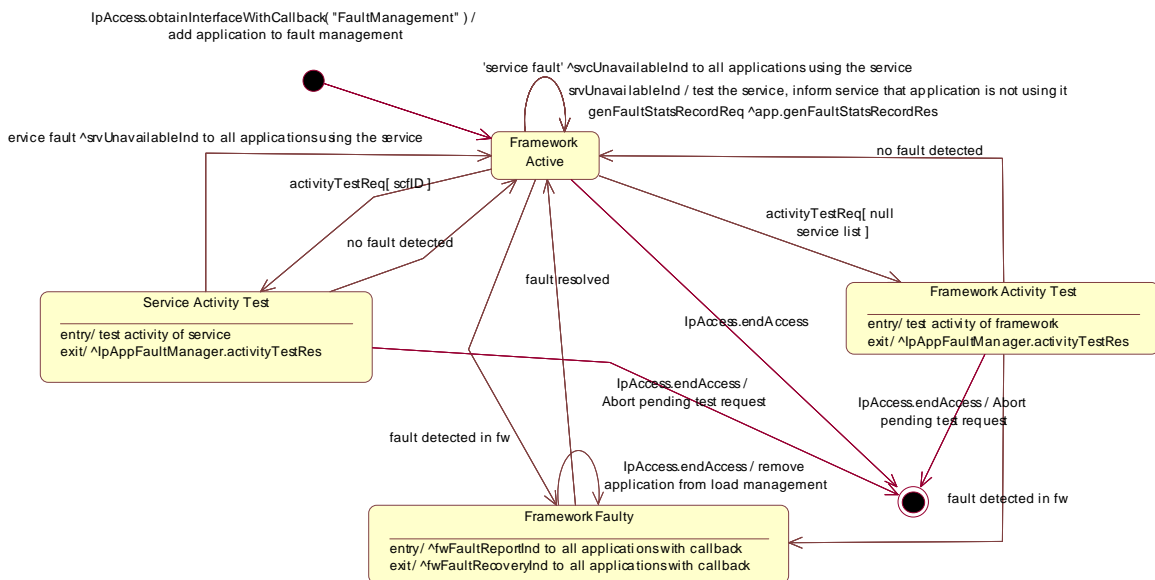 IpAccess.obtainInterfaceWithCallback( "FaultManagement" ) /
add application to fault management
'service fault' ^svcUnavailableInd to all applications using the service
srvUnavailableInd / test the service, inform service that application is not using it
genFaultStatsRecordReq ^app.genFaultStatsRecordRes
ervice fault ^srvUnavailableInd to all applications using the service
Framework
Active
no fault detected
activityTestReq[ scfID ]
activityTestReq[ null
service list ]
no fault detected
fault resolved
Service Activity Test
entry/ test activity of service
exit/ ^IpAppFaultManager.activityTestRes
Framework Activity Test
entry/ test activity of framework
exit/ ^IpAppFaultManager.activityTestRes
IpAccess.endAccess
IpAccess.endAccess /
Abort pending test request
IpAccess.endAccess / Abort
pending test request
fault detected in fw
IpAccess.endAccess / remove
application from load management
fault detected in fw
Framework Faulty
entry/ ^fwFaultReportInd to all applications with callback
exit/ ^fwFaultRecoveryInd to all applications with callback